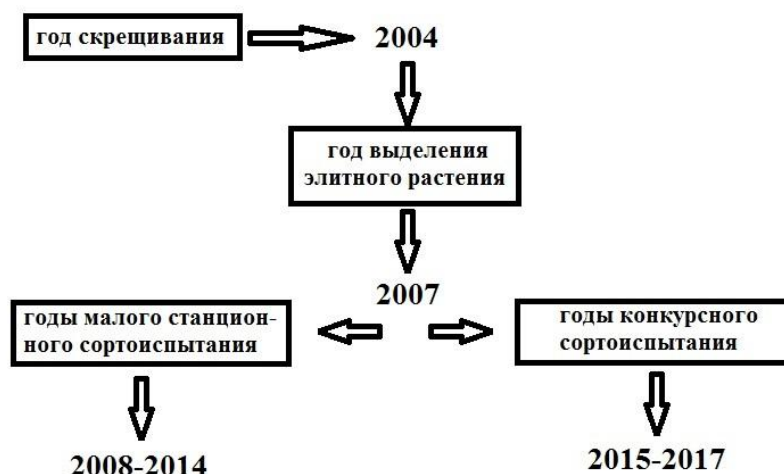 год скрещивания
2004
год выделения
элитного растения
2007
годы малого станцион-
ного сортоиспытания
годы конкурсного
сортоиспытания
2008-2014
2015-2017